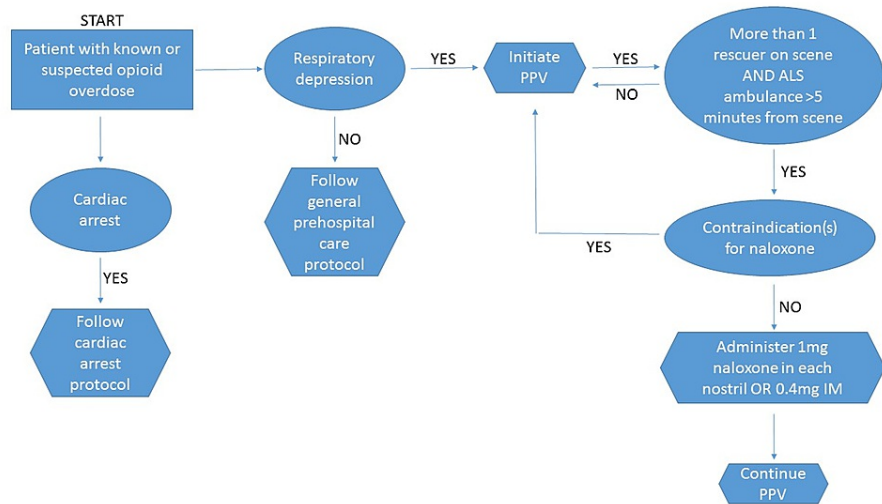 START
Patient with known or
suspected opioid
overdose
Respiratory
depression
YES
Initiate
PPV
YES
NO
More than 1
rescuer on scene
AND ALS
ambulance >5
minutes from scene
NO
YES
Cardiac
arrest
Follow
general
prehospital
care
protocol
Contraindication(s)
for naloxone
YES
YES
NO
Follow
cardiac
arrest
protocol
Administer 1mg
naloxone in each
nostril OR 0.4mg IM
Continue
PPV